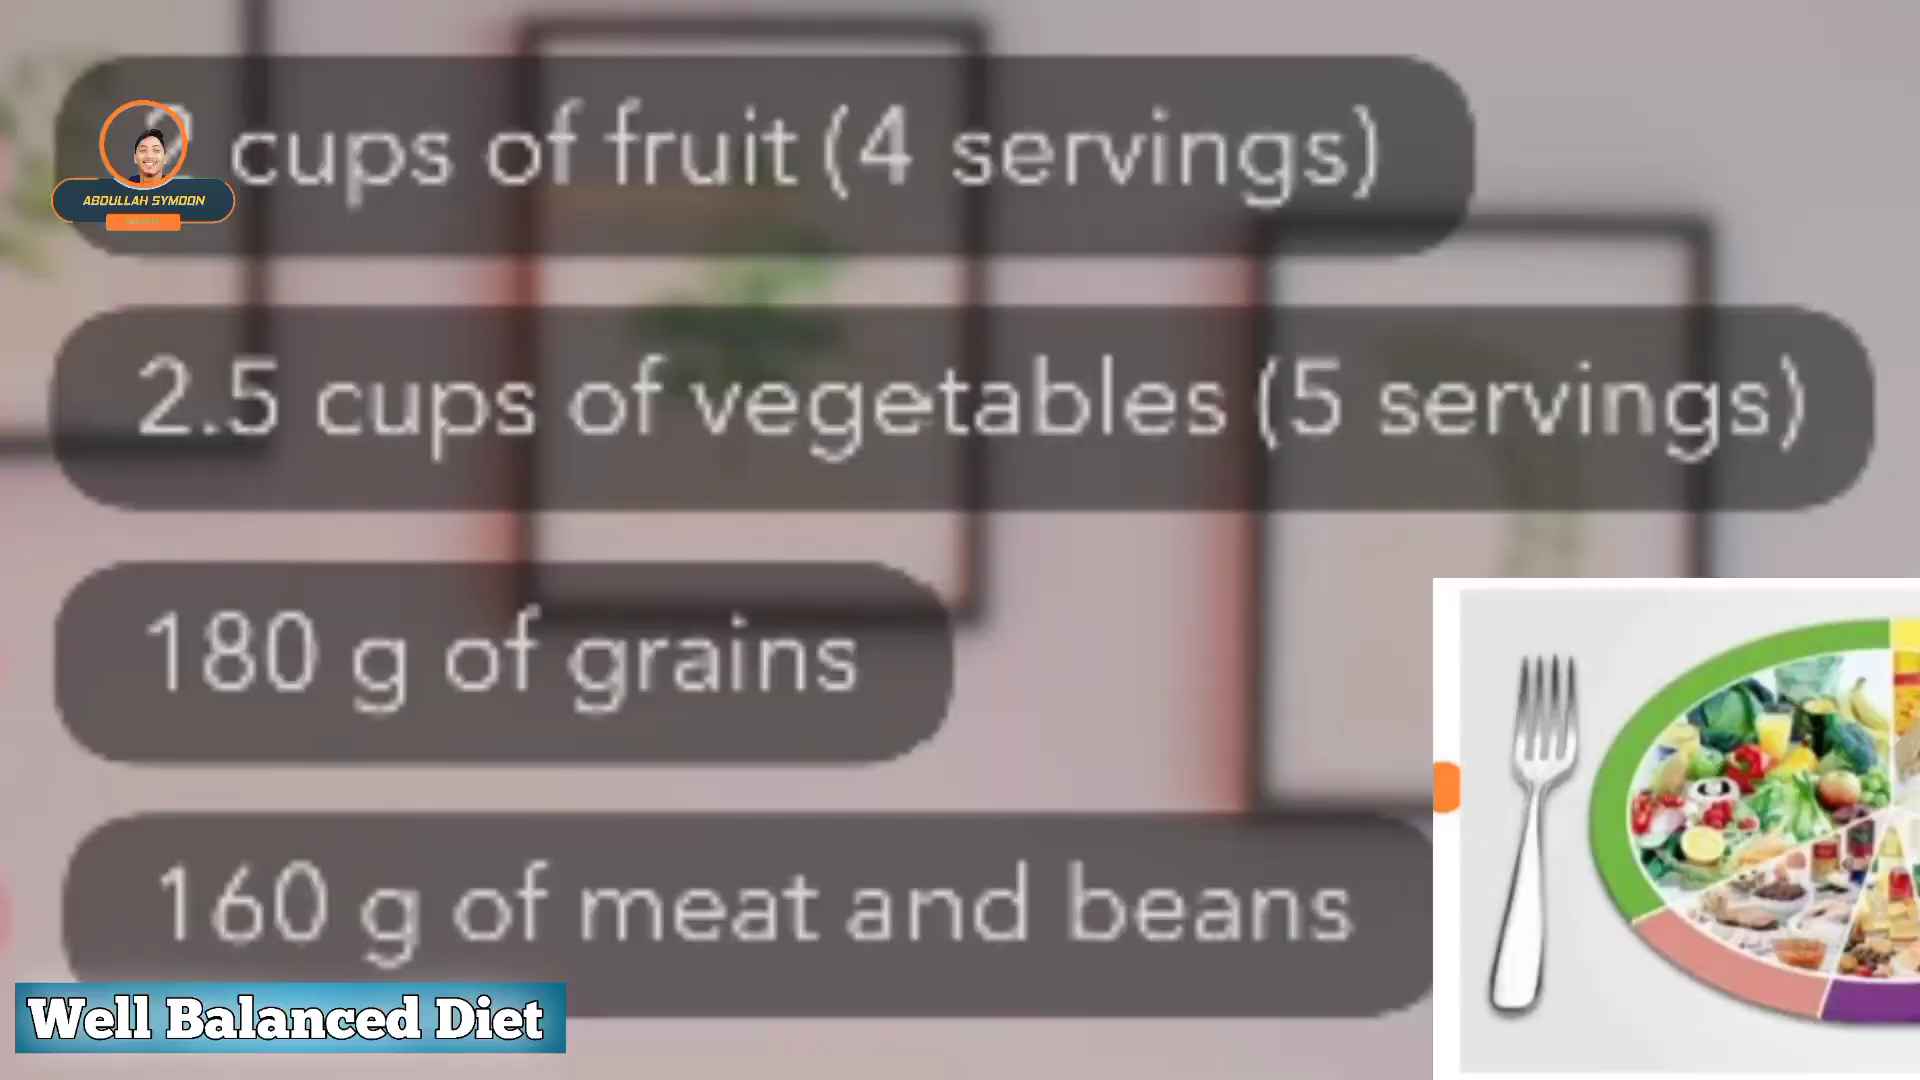 2 cups of fruit (4 servings)
ABDULLAH SYMOON
2.5 cups of vegetables (5 servings)
180 g of grains
160 g of meat and beans
Well Balanced Diet